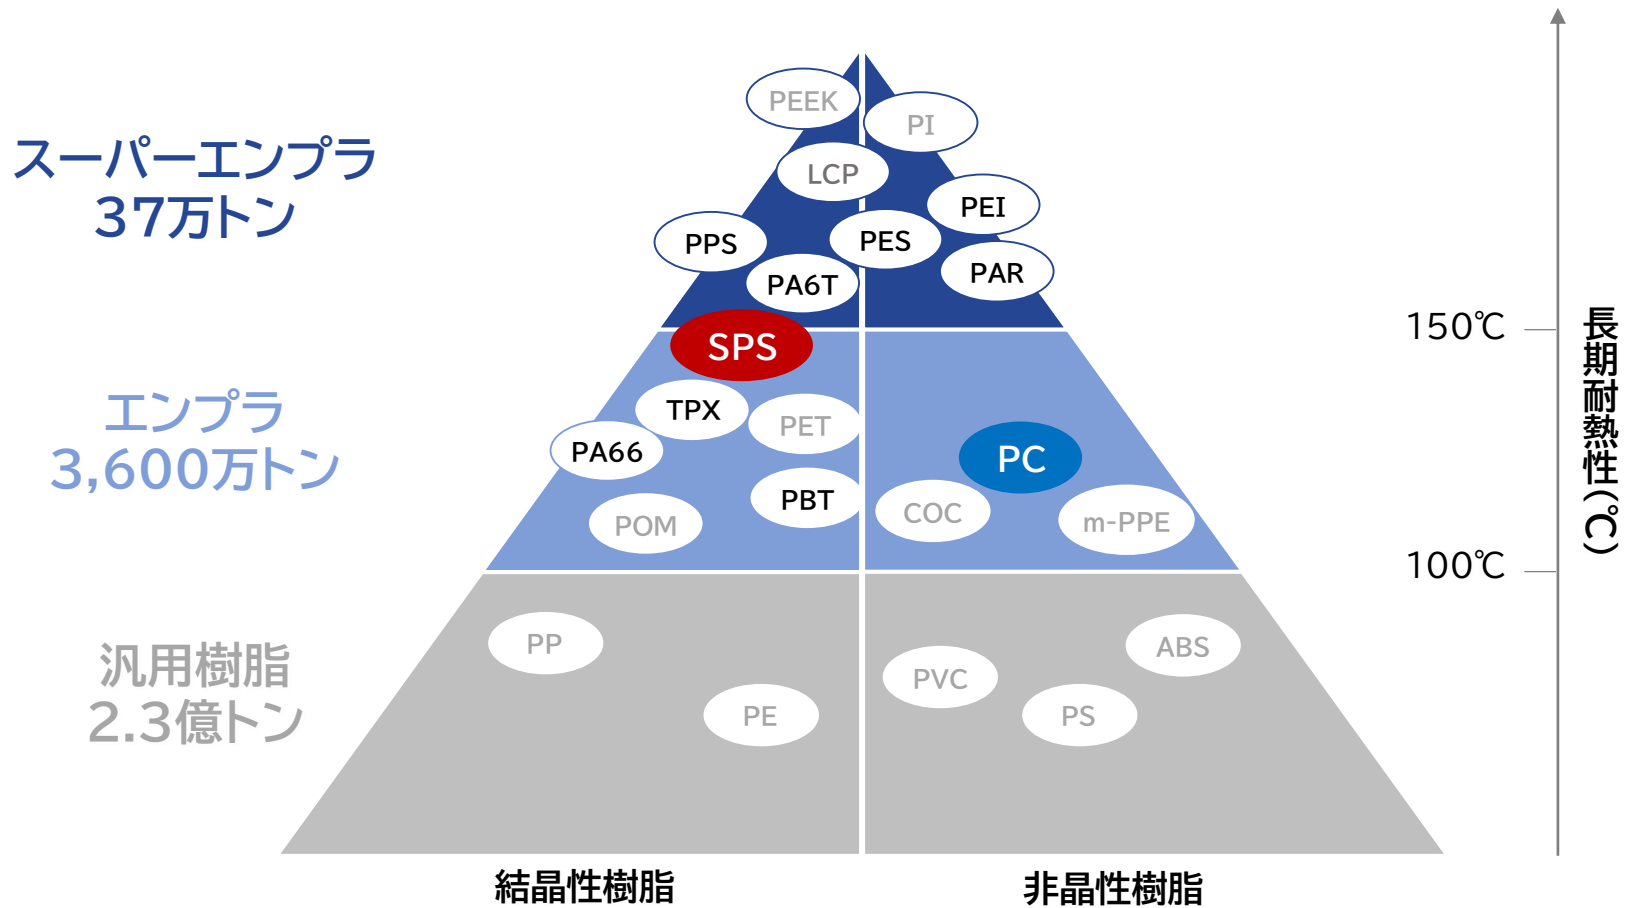 スーパーエンプラ
37万トン
PEEK
PI
LCP
PEI
PPS
PES
PAR
PA6T
150℃
SPS
エンプラ
3,600万トン
TPX
PET
PA66
PC
PBT
COC
m-PPE
POM
100℃
長期耐熱性(℃)
汎用樹脂
2.3億トン
PP
ABS
PVC
PE
PS
結晶性樹脂
非晶性樹脂